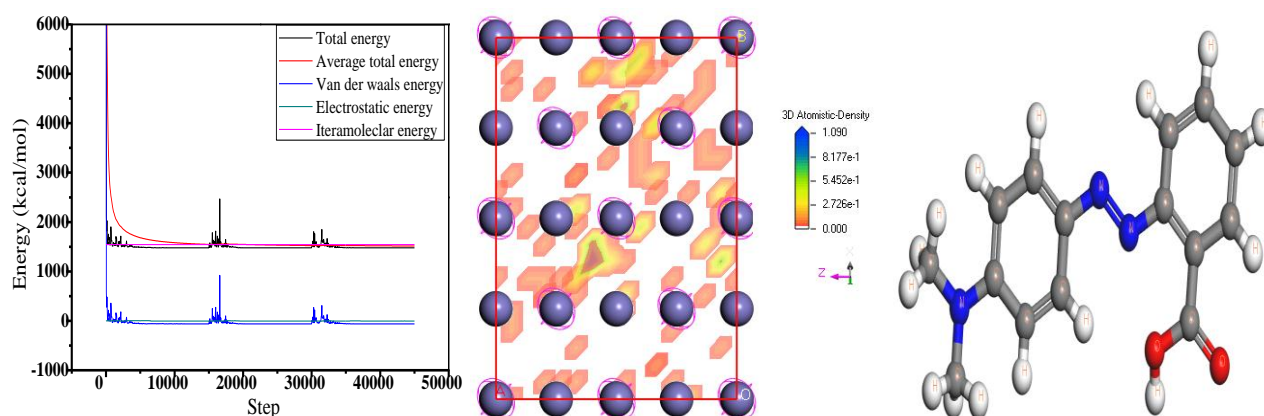 6000
5000
4000
3000
2000
1000
0
-1000
Energy (kcal/mol)
Total energy
Average total energy
Van der waals energy
Electrostatic energy
Iteramoleclar energy
0 10000 20000 30000 40000 50000
Step
B
O
3D Atomistic-Density
1.090
8.177e-1
5.452e-1
2.726e-1
0.000
Z
H H H H H H H H H H H H H H H
N N N
O O